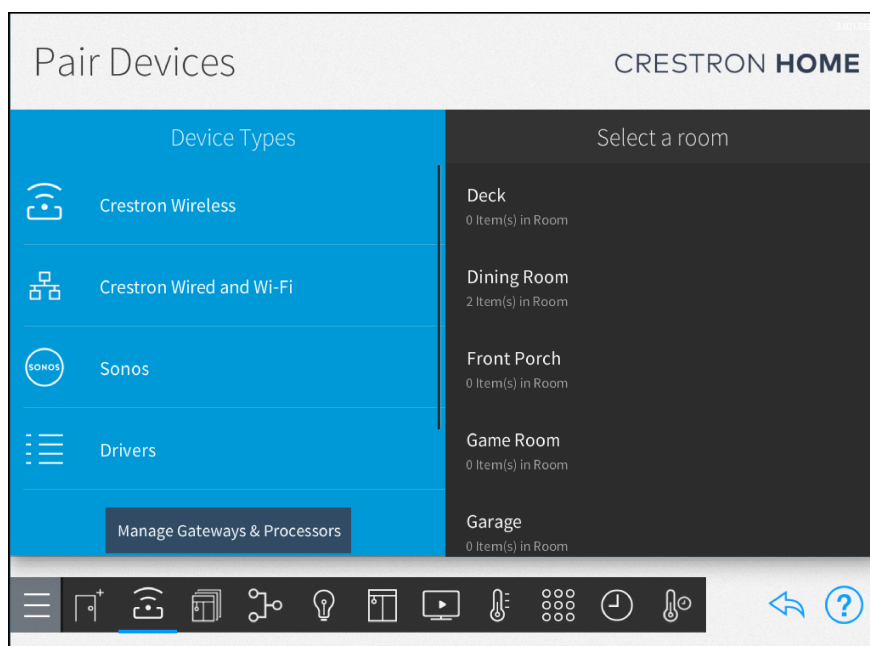 Pair Devices
CRESTRON HOME
Device Types
Select a room
Crestron Wireless
Crestron Wired and Wi-Fi
SONOS
Sonos
Drivers
Manage Gateways & Processors
Deck
0 Item(s) in Room
Dining Room
2 Item(s) in Room
Front Porch
0 Item(s) in Room
Game Room
0 Item(s) in Room
Garage
0 Item(s) in Room
?